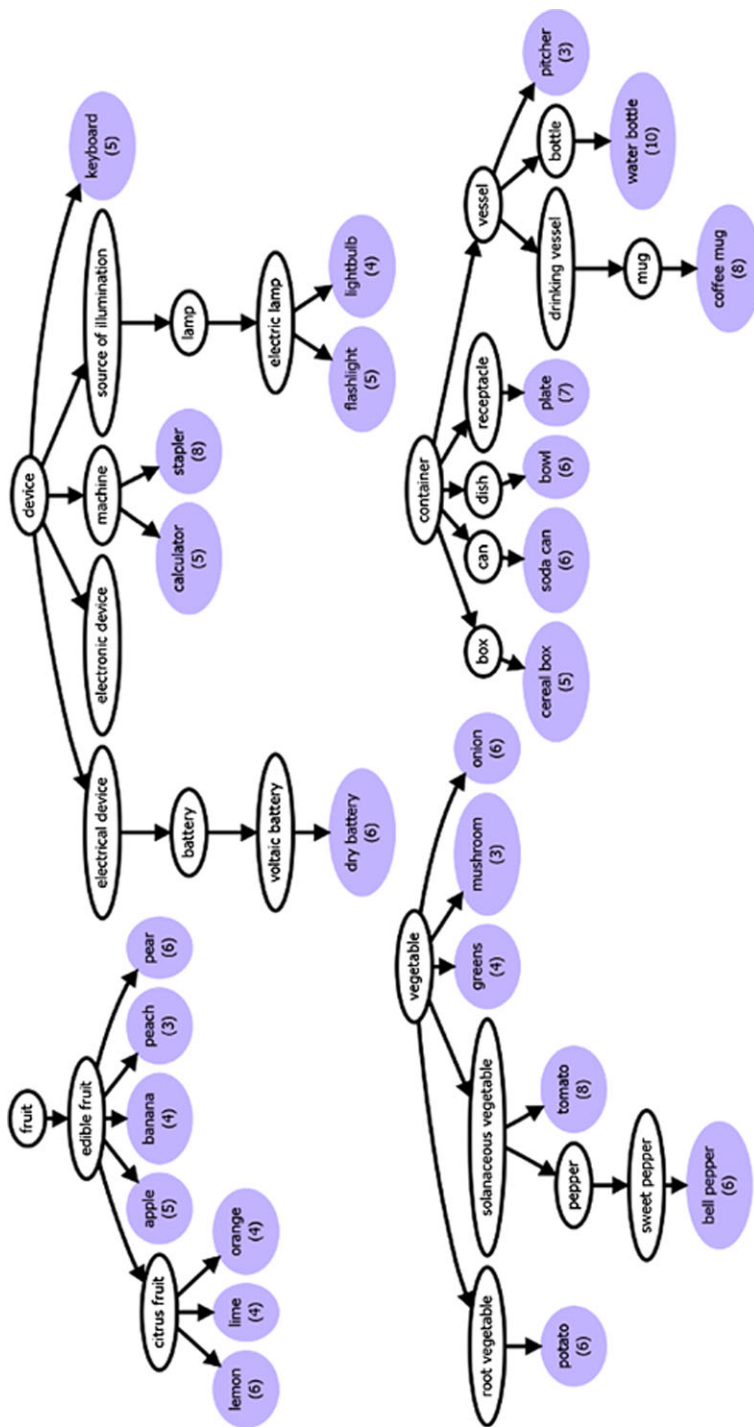 fruit
edible fruit
citrus fruit
apple
(5)
banana
(4)
peach
(3)
pear
(6)
lemon
(6)
lime
(4)
orange
(4)
device
electrical device
electronic device
machine
source of illumination
keyboard
(5)
battery
calculator
(5)
stapler
(8)
lamp
voltaic battery
electric lamp
dry battery
(6)
flashlight
(5)
lightbulb
(4)
vegetable
root vegetable
solanaceous vegetable
greens
(4)
mushroom
(3)
onion
(6)
potato
(6)
pepper
tomato
(8)
sweet pepper
bell pepper
(6)
container
box
can
dish
receptacle
vessel
cereal box
(5)
soda can
(6)
bowl
(6)
plate
(7)
drinking vessel
bottle
pitcher
(3)
mug
water bottle
(10)
coffee mug
(8)